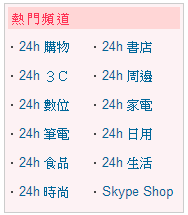 熱門頻道
· 24h 購物 · 24h 書店
· 24h ３Ｃ · 24h 周邊
· 24h 數位 · 24h 家電
· 24h 筆電 · 24h 日用
· 24h 食品 · 24h 生活
· 24h 時尚 · Skype Shop